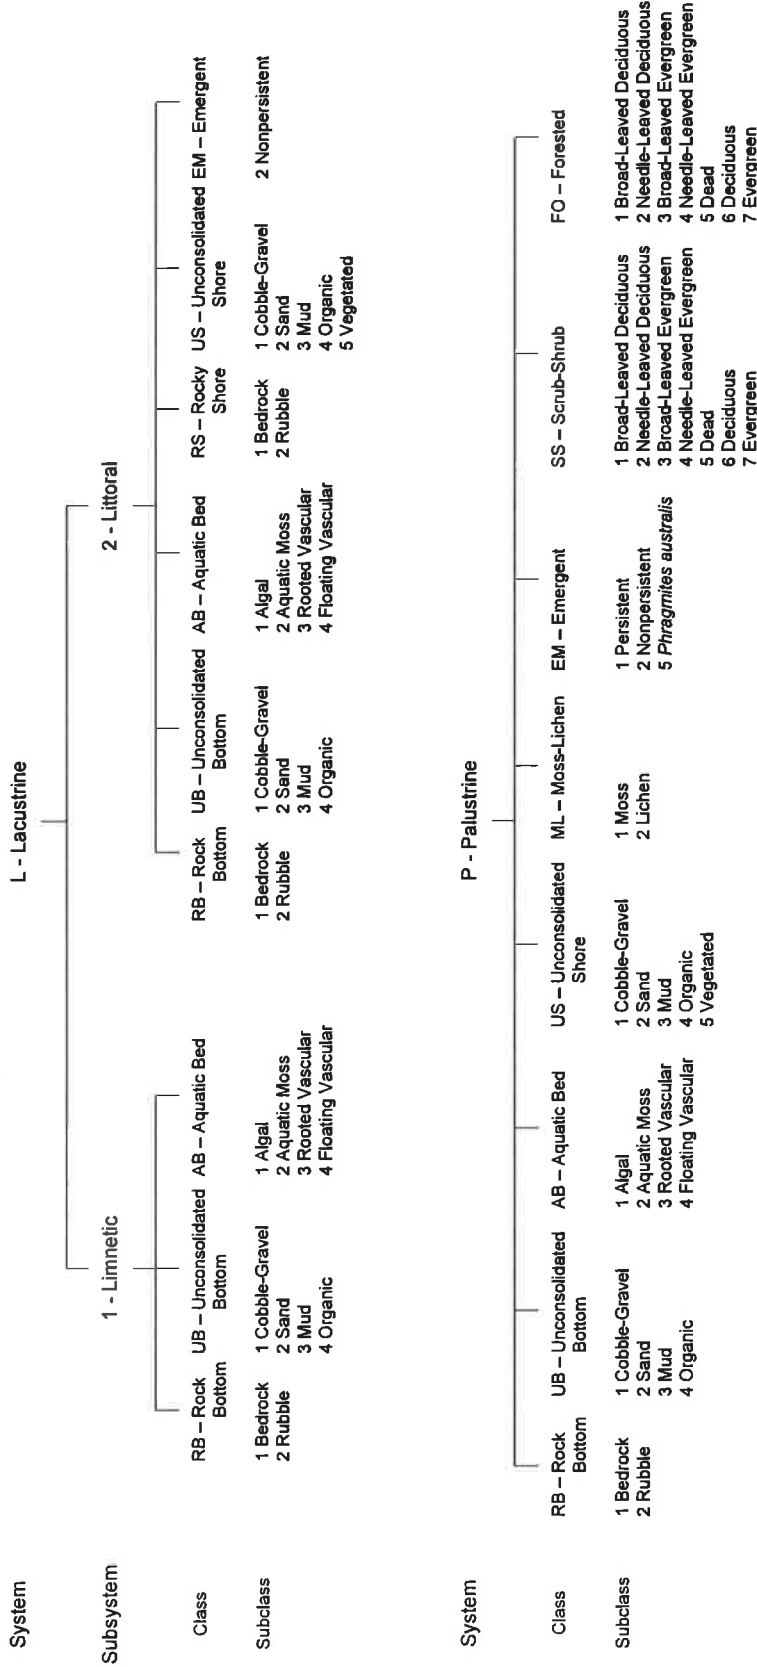 System
L - Lacustrine
Subsystem
1 - Limnetic
2 - Littoral
Class
RB – Rock
Bottom
UB – Unconsolidated
Bottom
AB – Aquatic Bed
RB – Rock
Bottom
UB – Unconsolidated
Bottom
AB – Aquatic Bed
RS – Rocky
Shore
US – Unconsolidated
Shore
EM – Emergent
Subclass
1 Bedrock
2 Rubble
1 Cobble-Gravel
2 Sand
3 Mud
4 Organic
1 Algal
2 Aquatic Moss
3 Rooted Vascular
4 Floating Vascular
1 Bedrock
2 Rubble
1 Cobble-Gravel
2 Sand
3 Mud
4 Organic
1 Algal
2 Aquatic Moss
3 Rooted Vascular
4 Floating Vascular
1 Bedrock
2 Rubble
1 Cobble-Gravel
2 Sand
3 Mud
4 Organic
5 Vegetated
2 Nonpersistent
System
P - Palustrine
Class
RB – Rock
Bottom
UB – Unconsolidated
Bottom
AB – Aquatic Bed
US – Unconsolidated
Shore
ML – Moss-Lichen
EM – Emergent
SS – Scrub-Shrub
FO – Forested
Subclass
1 Bedrock
2 Rubble
1 Cobble-Gravel
2 Sand
3 Mud
4 Organic
1 Algal
2 Aquatic Moss
3 Rooted Vascular
4 Floating Vascular
1 Cobble-Gravel
2 Sand
3 Mud
4 Organic
5 Vegetated
1 Moss
2 Lichen
1 Persistent
2 Nonpersistent
5 Phragmites australis
1 Broad-Leaved Deciduous
2 Needle-Leaved Deciduous
3 Broad-Leaved Evergreen
4 Needle-Leaved Evergreen
5 Dead
6 Deciduous
7 Evergreen
1 Broad-Leaved Deciduous
2 Needle-Leaved Deciduous
3 Broad-Leaved Evergreen
4 Needle-Leaved Evergreen
5 Dead
6 Deciduous
7 Evergreen